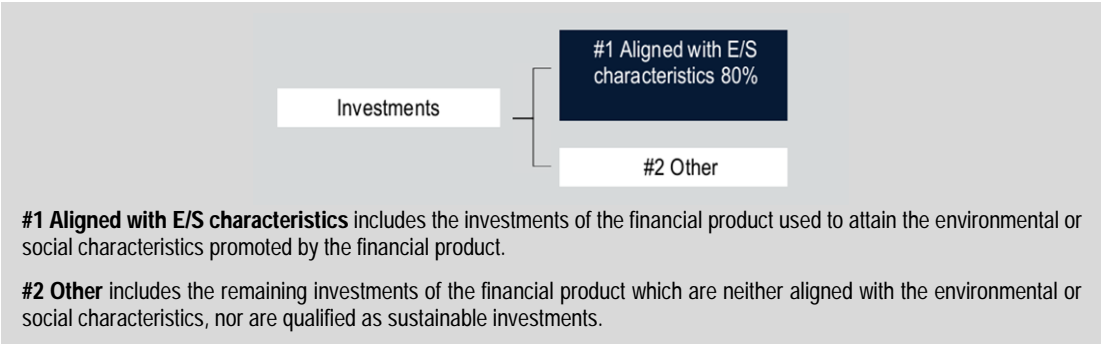 #1 Aligned with E/S
characteristics 80%
Investments
#2 Other
#1 Aligned with E/S characteristics includes the investments of the financial product used to attain the environmental or
social characteristics promoted by the financial product.
#2 Other includes the remaining investments of the financial product which are neither aligned with the environmental or
social characteristics, nor are qualified as sustainable investments.